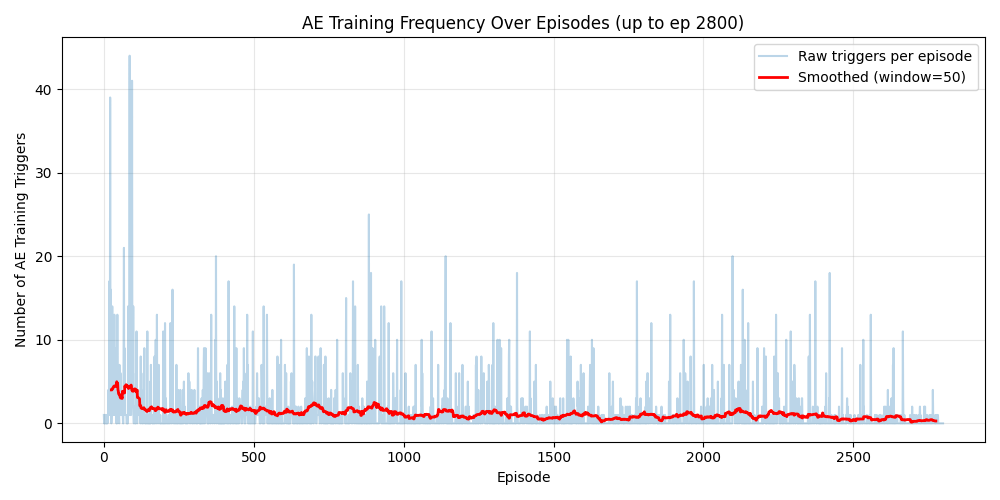 AE Training Frequency Over Episodes (up to ep 2800)
Raw triggers per episode
Smoothed (window=50)
Number of AE Training Triggers
40
30
20
10
0
0 500 1000 1500 2000 2500
Episode